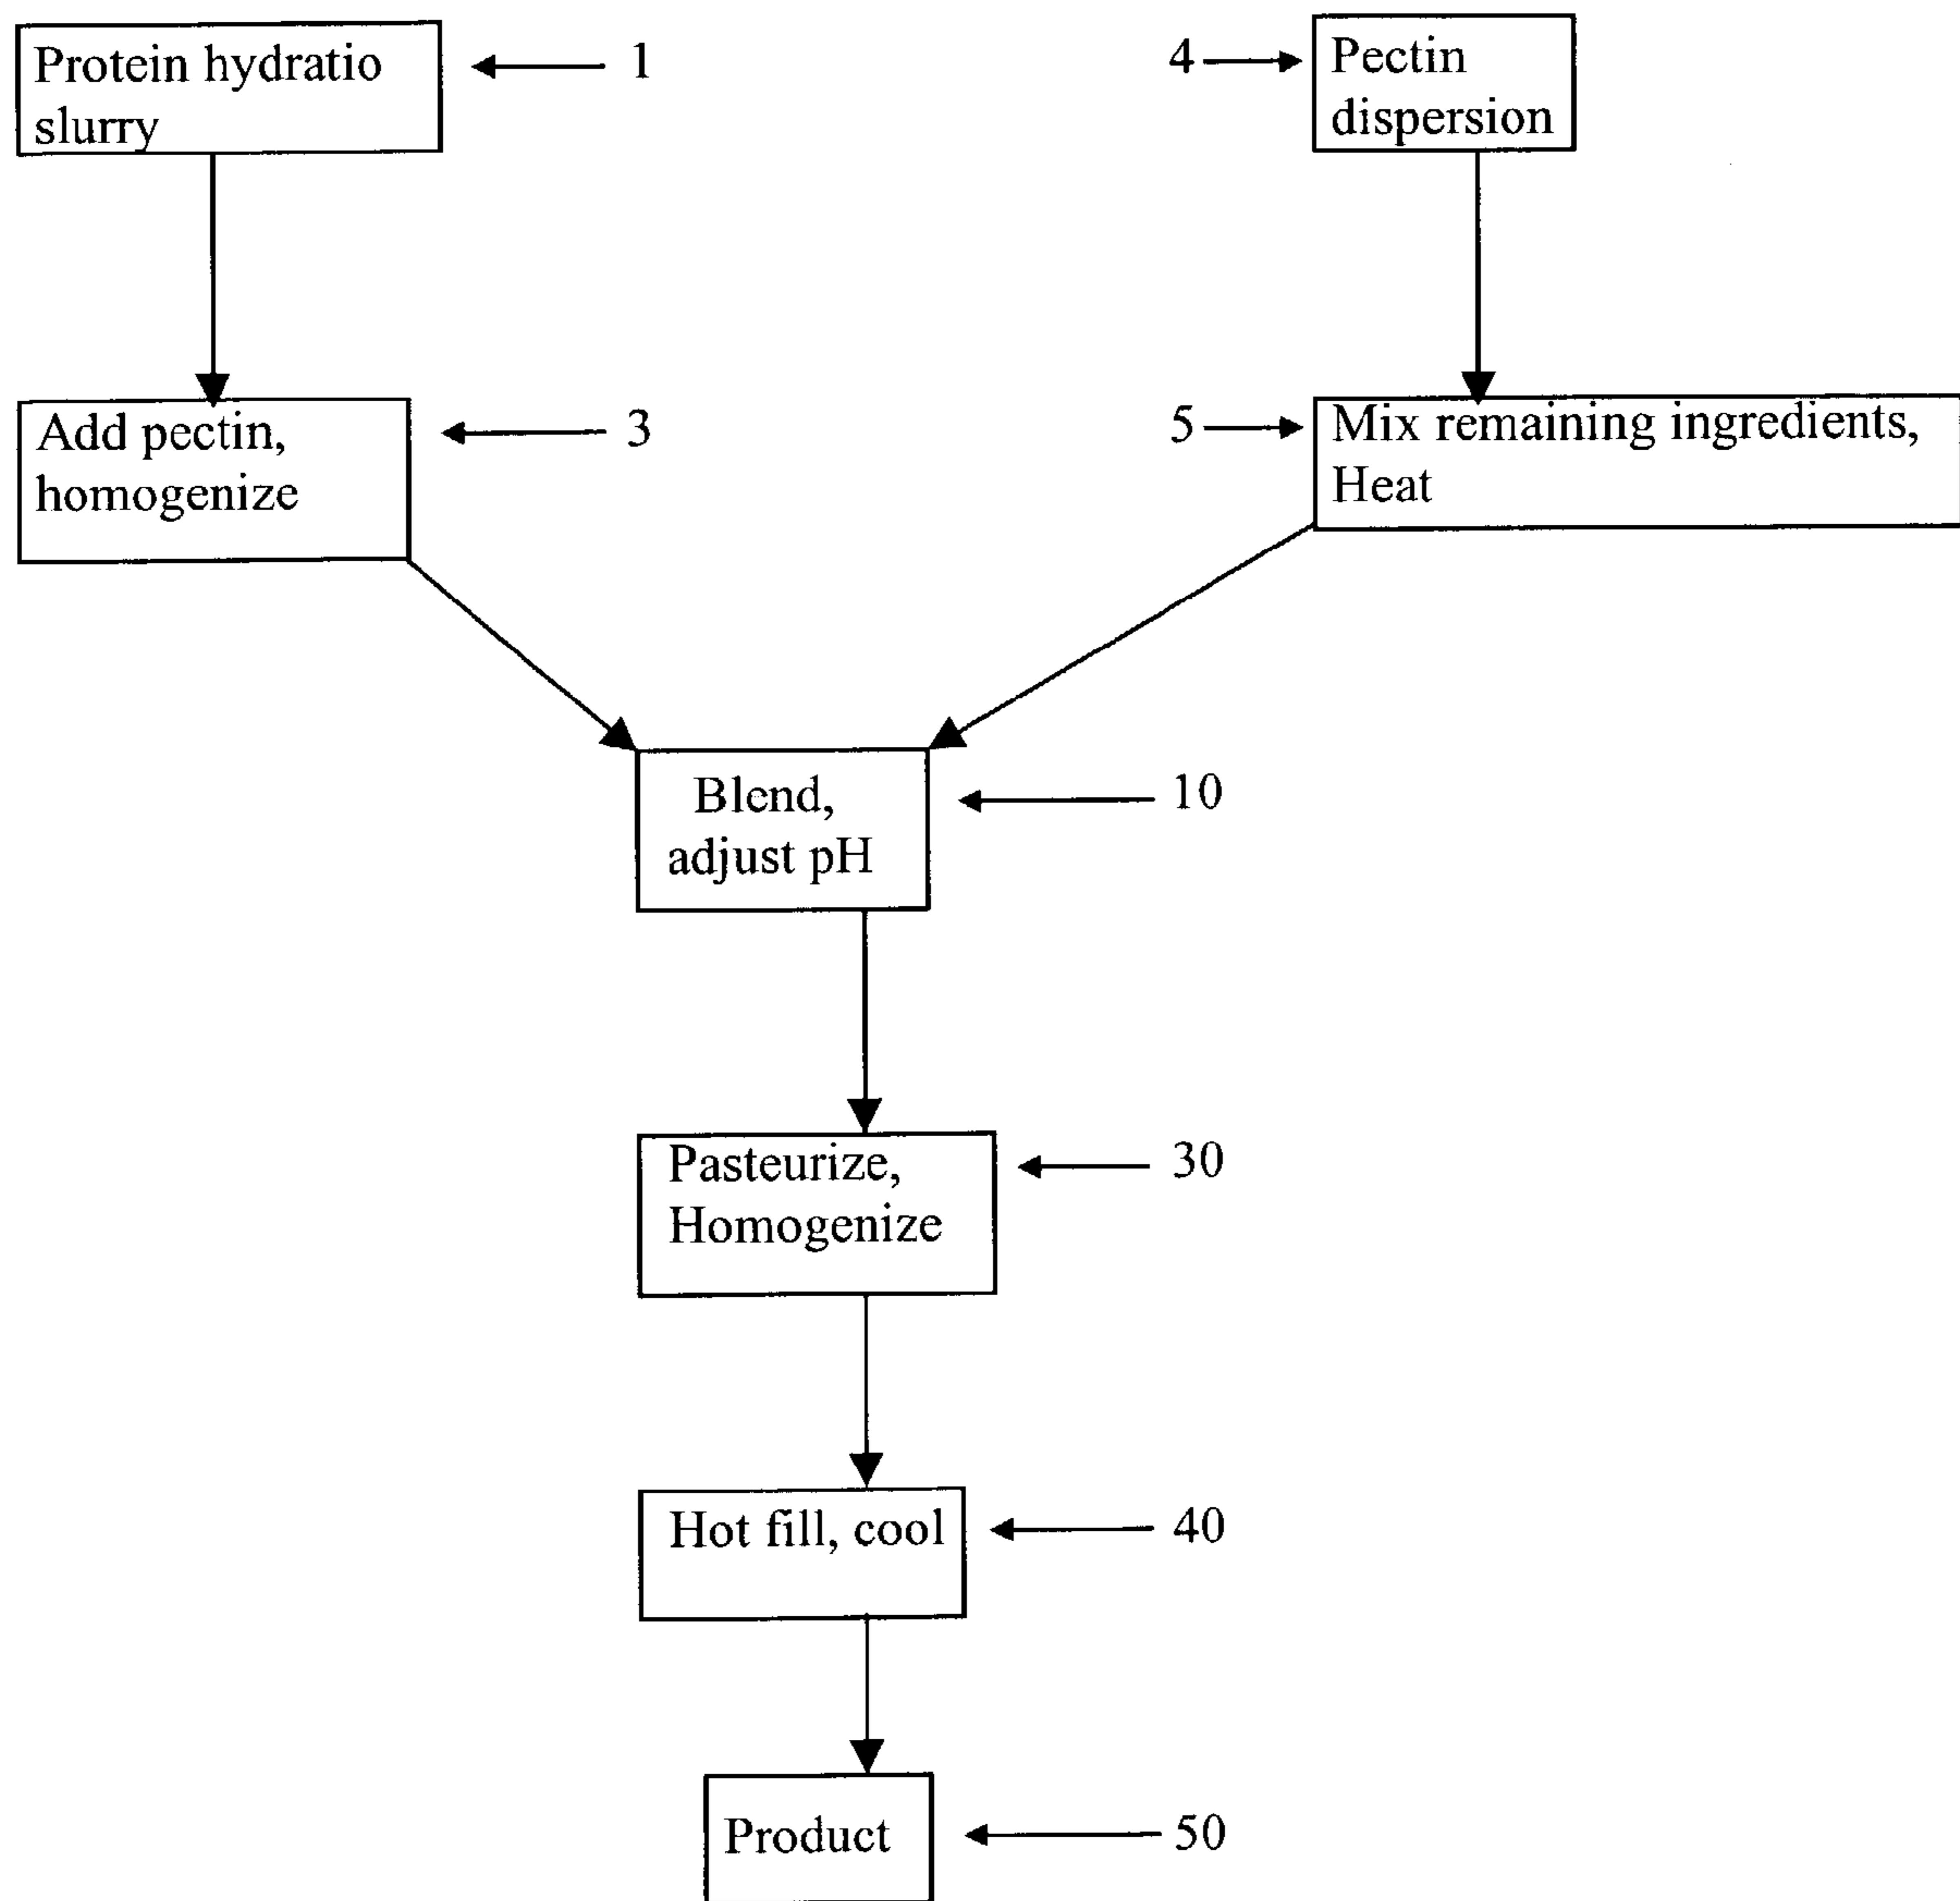 Protein hydratio
slurry
1
4
Pectin
dispersion
Add pectin,
homogenize
3
5
Mix remaining ingredients,
Heat
Blend,
adjust pH
10
Pasteurize,
Homogenize
30
Hot fill, cool
40
Product
50